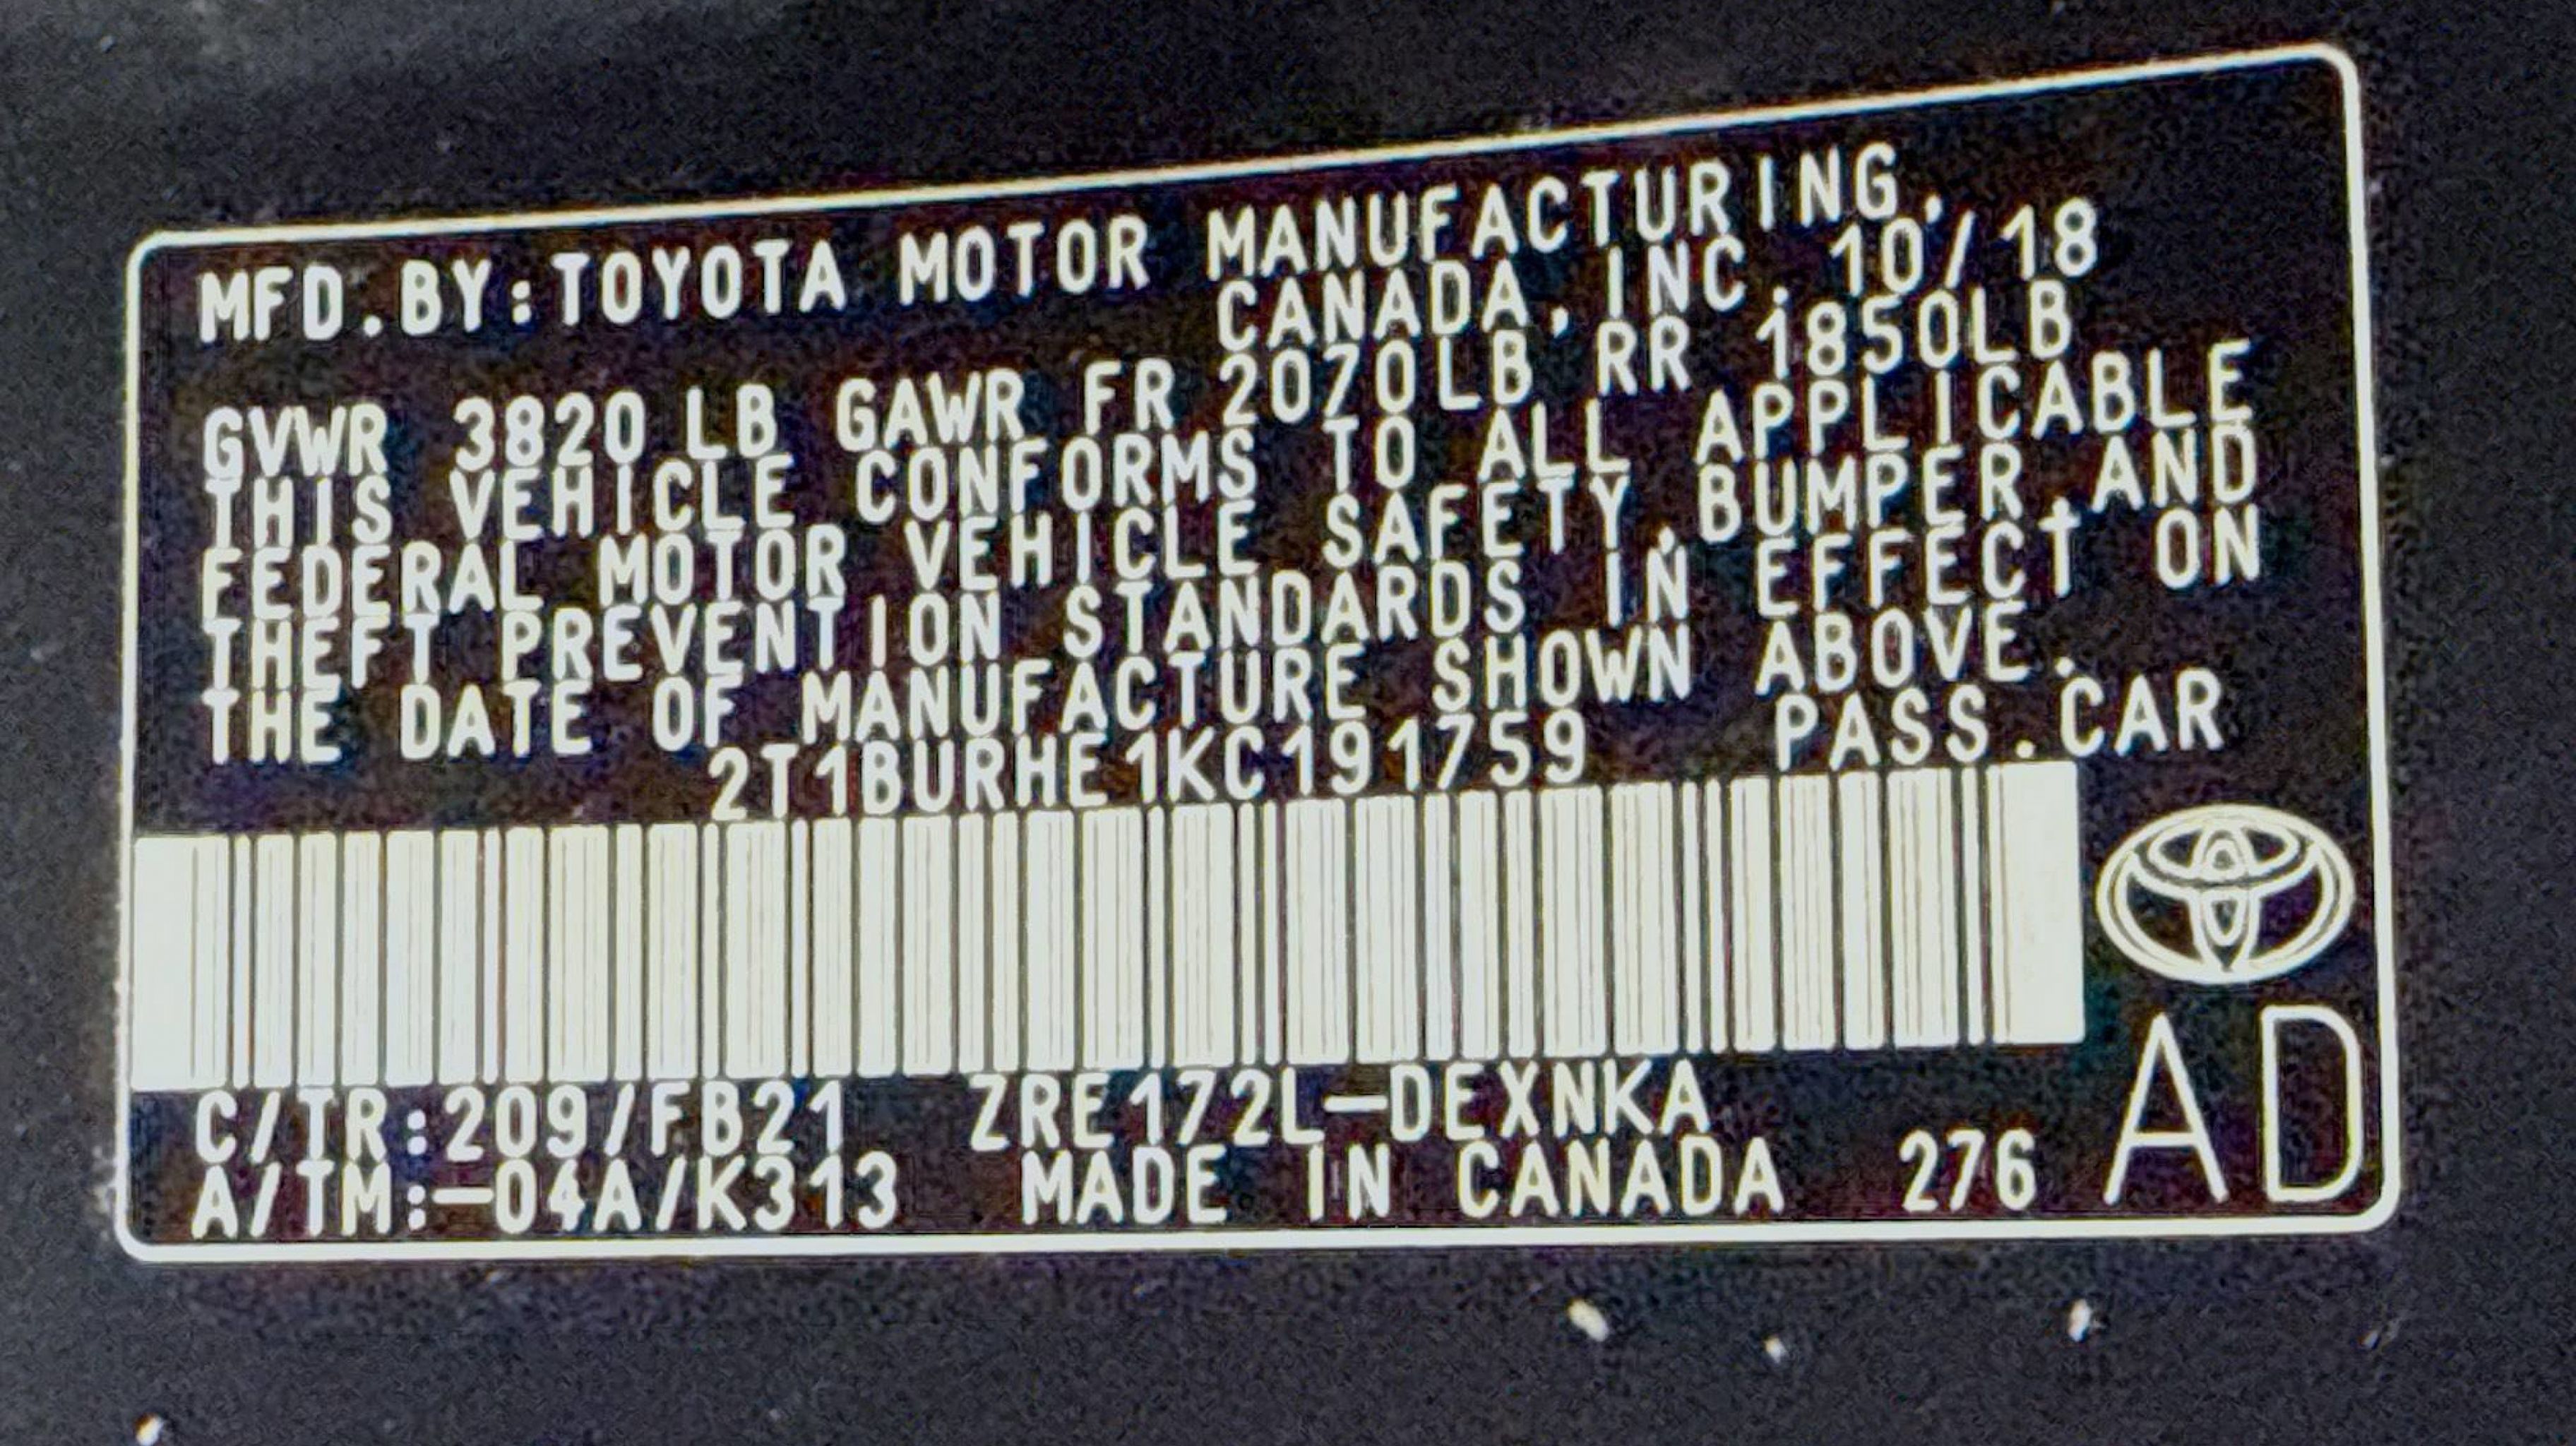 MFD.BY:TOYOTA MOTOR MANUFACTURING,
CANADA, INC. 10/18
GVWR 3820 LB GAWR FR 2070LB RR 1850LB
THIS VEHICLE CONFORMS TO ALL APPLICABLE
FEDERAL MOTOR VEHICLE SAFETY,BUMPER,AND
THEFT PREVENTION STANDARDS IN EFFECT ON
THE DATE OF MANUFACTURE SHOWN ABOVE.
2T1BURHE1KC191759 PASS.CAR
C/TR:209/FB21 ZRE172L-DEXNKA
A/TM:-04A/K313 MADE IN CANADA 276 AD